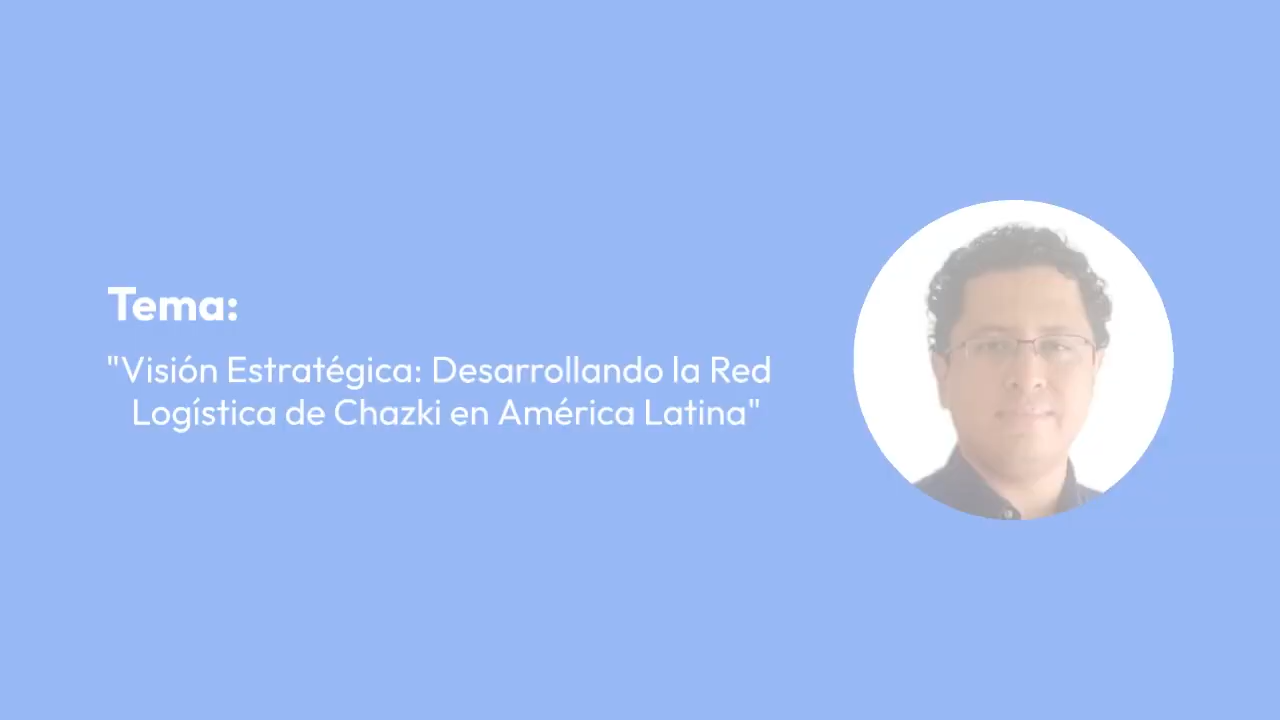 Tema:
"Visión Estratégica: Desarrollando la Red
Logística de Chazki en América Latina"